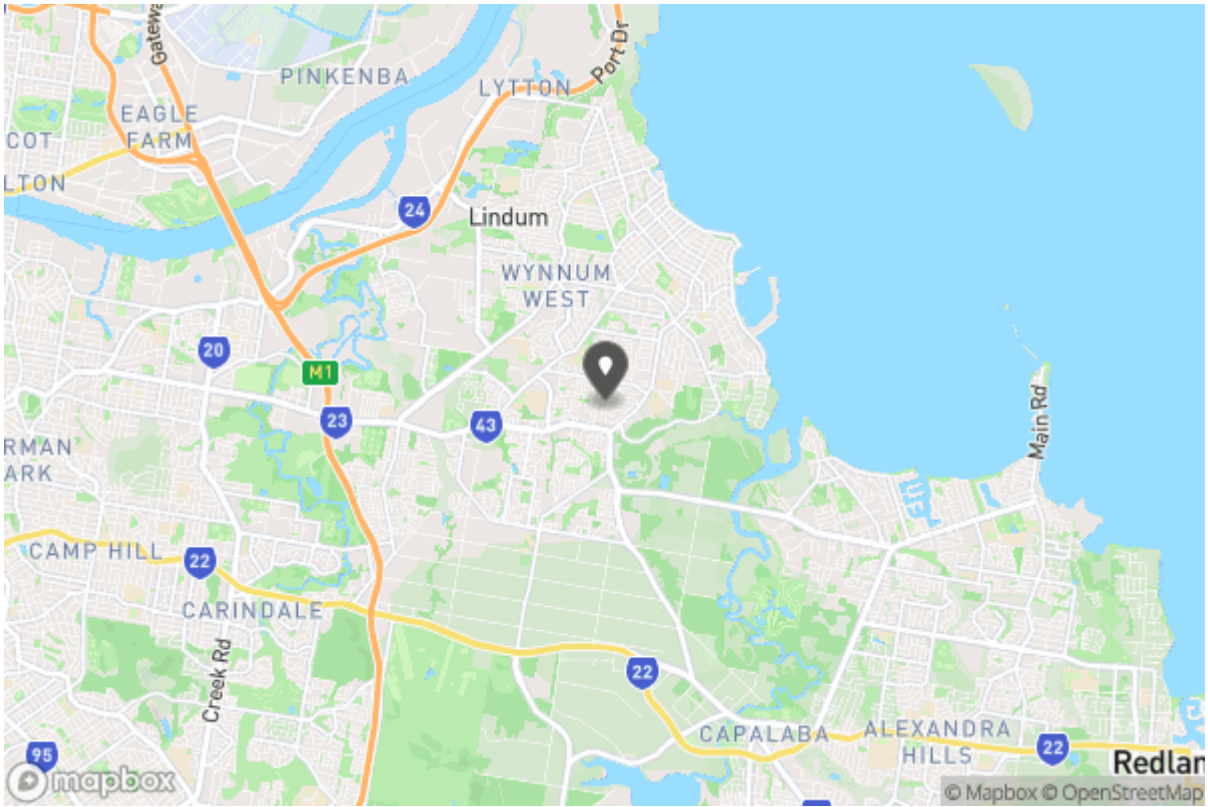 Gatew
PINKENBA
LYTTON
Port Dr
EAGLE
FARM
COT
LTON
24
Lindum
WYNNUM
WEST
20
M1
23
43
Main Rd
RMAN
ARK
CAMP HILL
22
CARINDALE
Creek Rd
22
CAPALABA
ALEXANDRA
HILLS
22
95
Redlan
mapbox
© Mapbox © OpenStreetMap